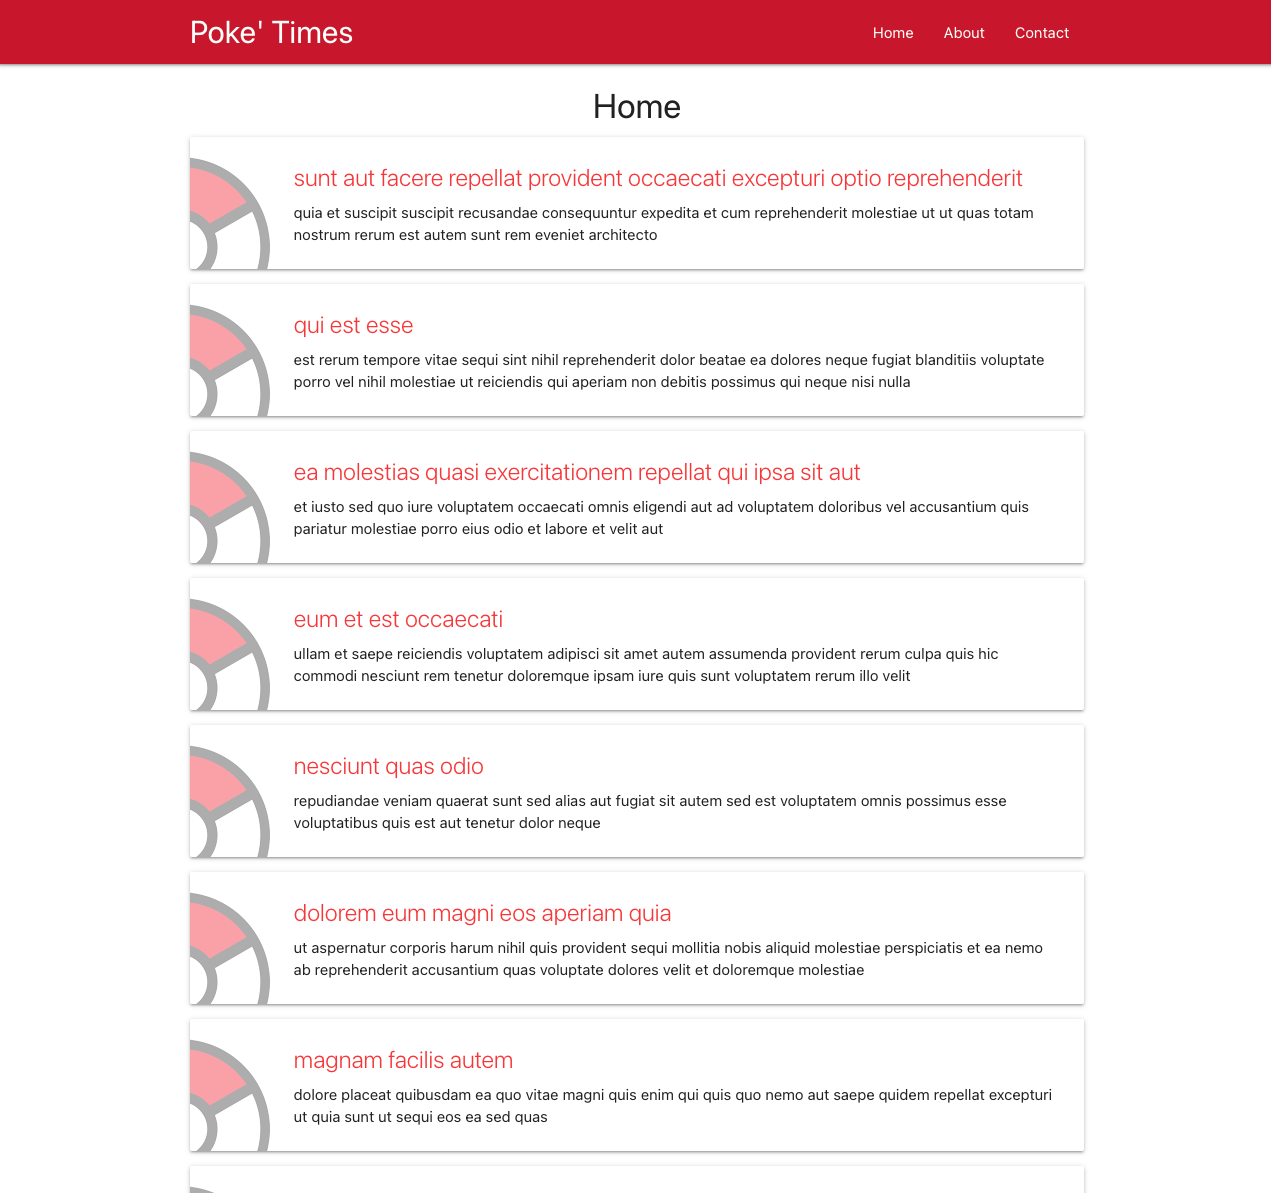 Poke' Times
Home About Contact
Home
sunt aut facere repellat provident occaecati excepturi optio reprehenderit
quia et suscipit suscipit recusandae consequuntur expedita et cum reprehenderit molestiae ut ut quas totam
nostrum rerum est autem sunt rem eveniet architecto
qui est esse
est rerum tempore vitae sequi sint nihil reprehenderit dolor beatae ea dolores neque fugiat blanditiis voluptate
porro vel nihil molestiae ut reiciendis qui aperiam non debitis possimus qui neque nisi nulla
ea molestias quasi exercitationem repellat qui ipsa sit aut
et iusto sed quo iure voluptatem occaecati omnis eligendi aut ad voluptatem doloribus vel accusantium quis
pariatur molestiae porro eius odio et labore et velit aut
eum et est occaecati
ullam et saepe reiciendis voluptatem adipisci sit amet autem assumenda provident rerum culpa quis hic
commodi nesciunt rem tenetur doloremque ipsam iure quis sunt voluptatem rerum illo velit
nesciunt quas odio
repudiandae veniam quaerat sunt sed alias aut fugiat sit autem sed est voluptatem omnis possimus esse
voluptatibus quis est aut tenetur dolor neque
dolorem eum magni eos aperiam quia
ut aspernatur corporis harum nihil quis provident sequi mollitia nobis aliquid molestiae perspiciatis et ea nemo
ab reprehenderit accusantium quas voluptate dolores velit et doloremque molestiae
magnam facilis autem
dolore placeat quibusdam ea quo vitae magni quis enim qui quis quo nemo aut saepe quidem repellat excepturi
ut quia sunt ut sequi eos ea sed quas